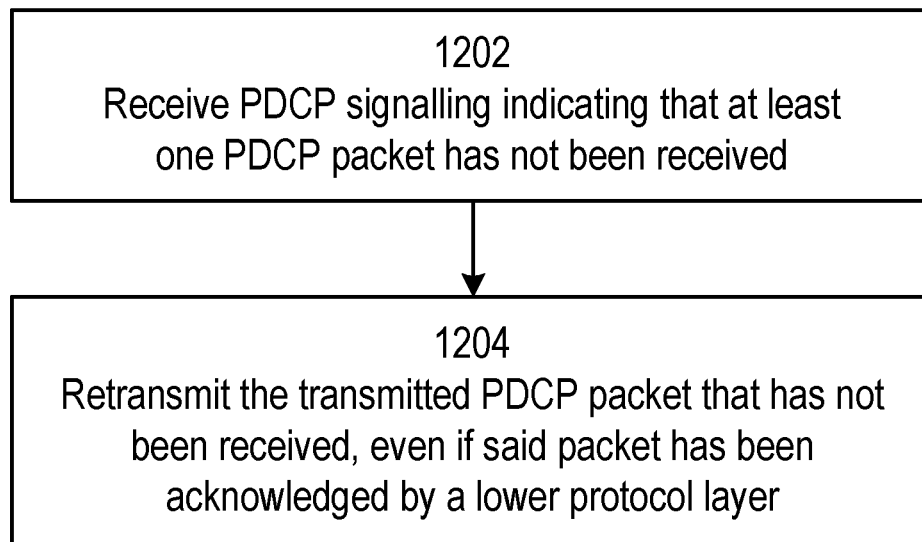 1202
Receive PDCP signalling indicating that at least
one PDCP packet has not been received
1204
Retransmit the transmitted PDCP packet that has not
been received, even if said packet has been
acknowledged by a lower protocol layer